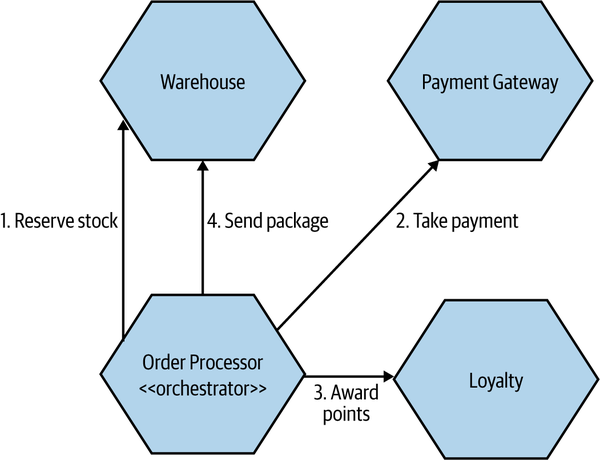 Warehouse
Payment Gateway
1. Reserve stock
4. Send package
2. Take payment
Order Processor
<<orchestrator>>
3. Award
points
Loyalty